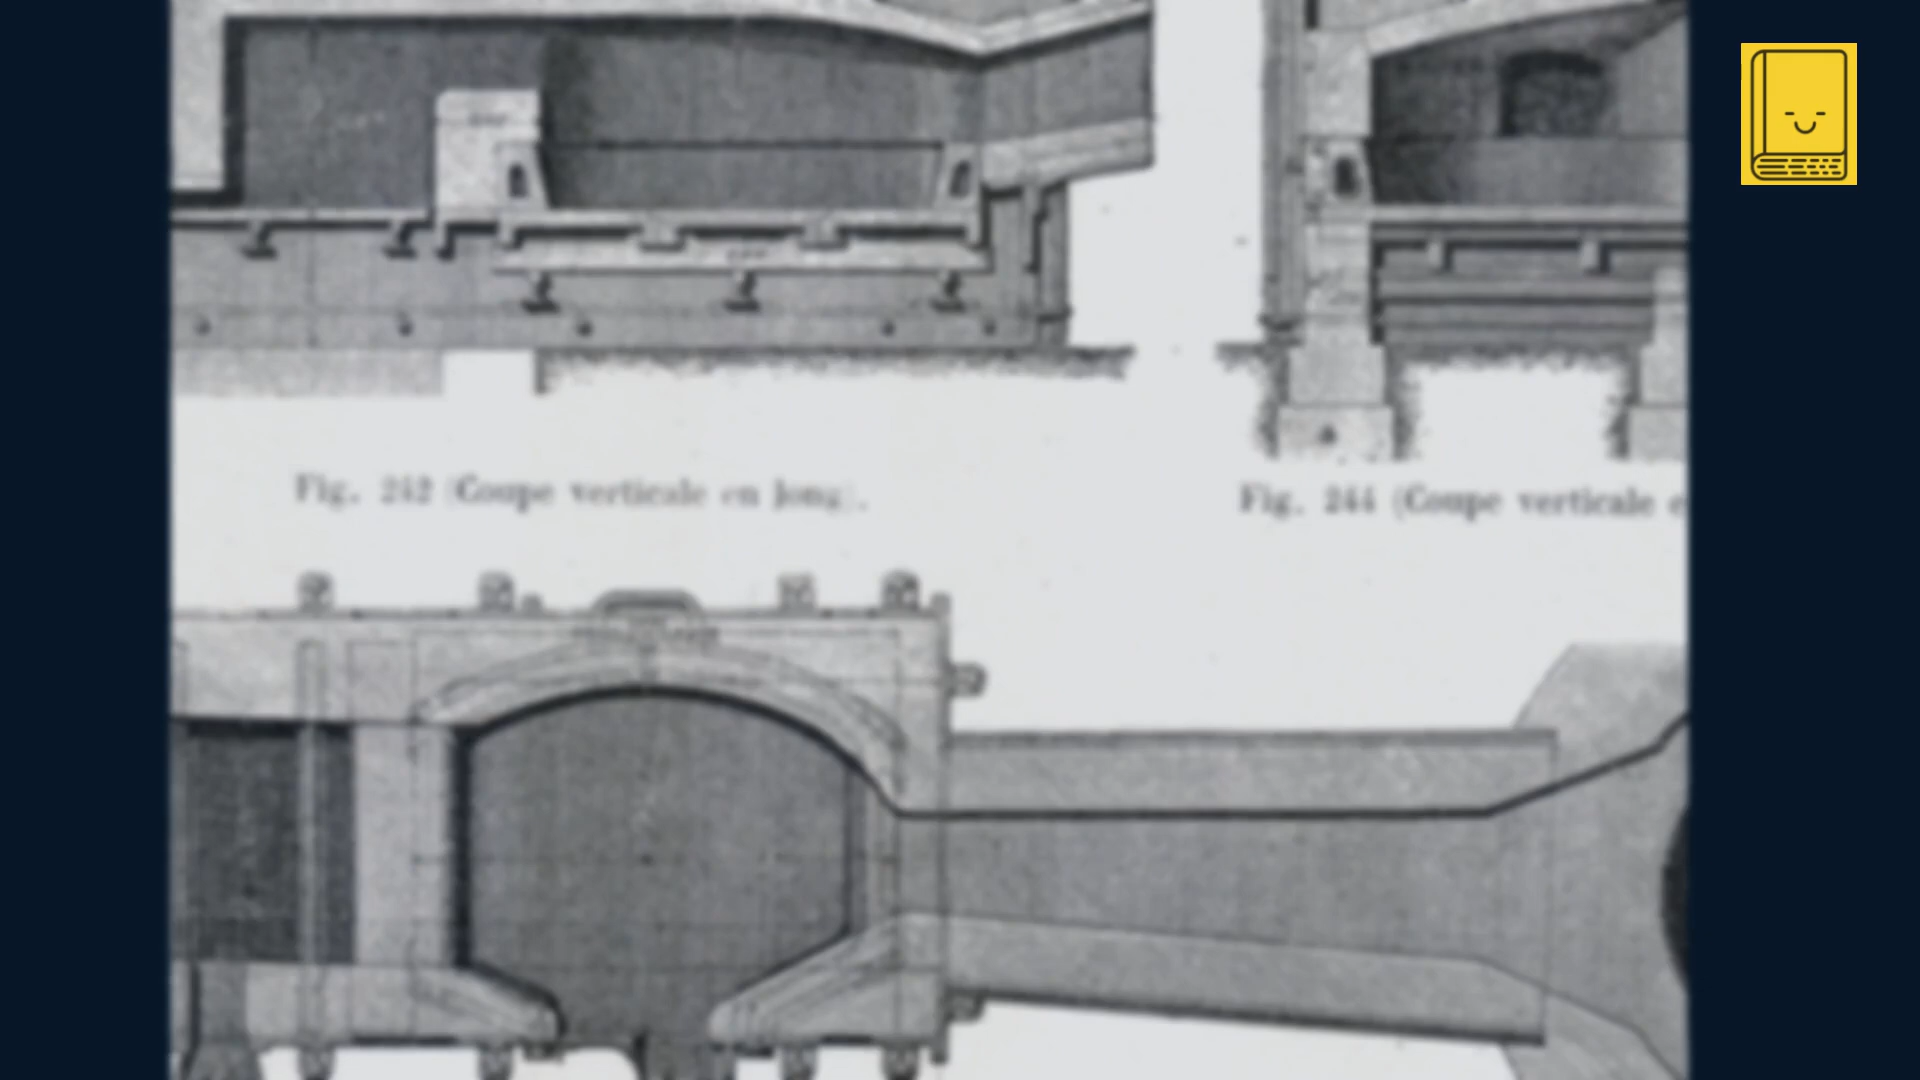 Fig. 242 (Coupe verticale en long).
Fig. 244 (Coupe verticale e